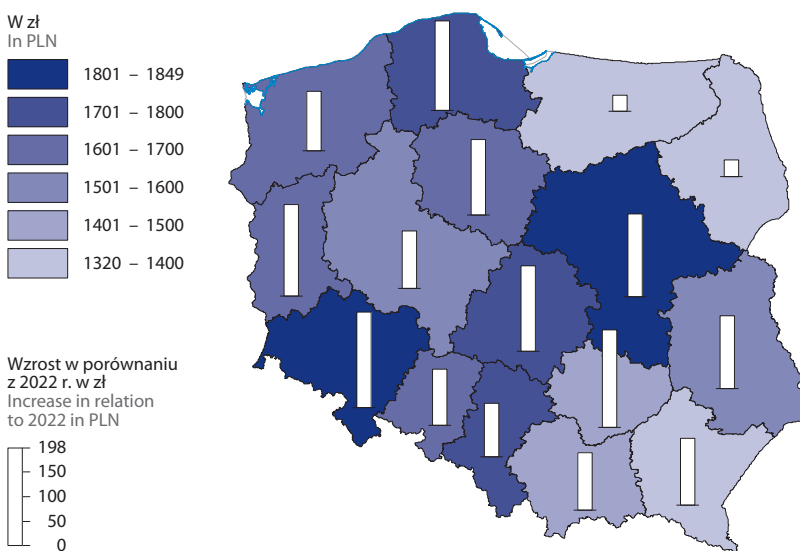 W zł
In PLN
1801 – 1849
1701 – 1800
1601 – 1700
1501 – 1600
1401 – 1500
1320 – 1400
Wzrost w porównaniu
z 2022 r. w zł
Increase in relation
to 2022 in PLN
198
150
100
50
0